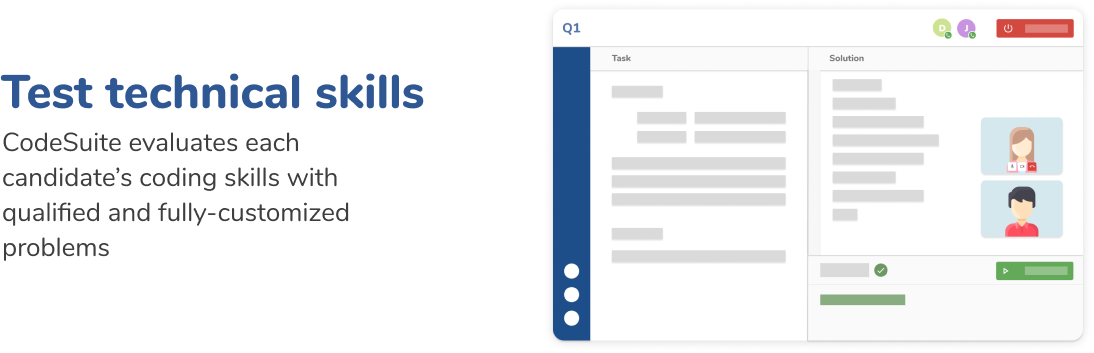 Test technical skills
CodeSuite evaluates each
candidate’s coding skills with
qualified and fully-customized
problems
Q1
D
J
Task
Solution